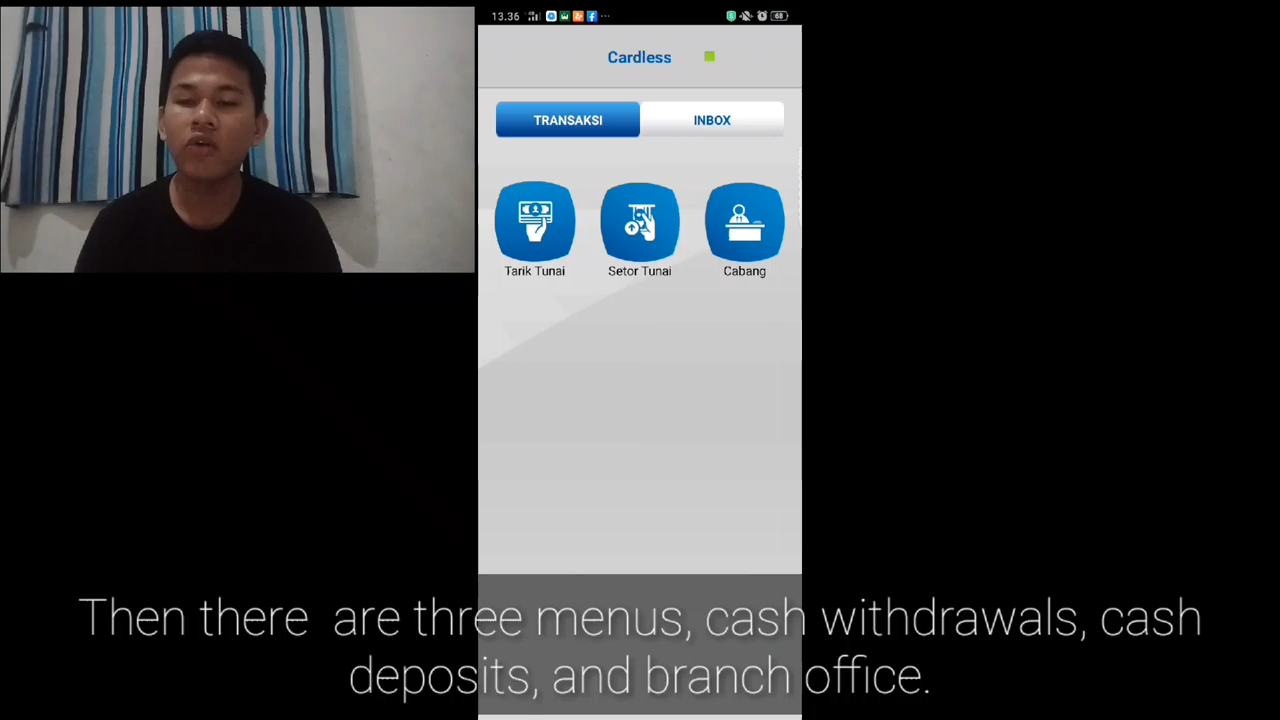 13.36
68
Cardless
TRANSAKSI
INBOX
Tarik Tunai
Setor Tunai
Cabang
Then there are three menus, cash withdrawals, cash
deposits, and branch office.